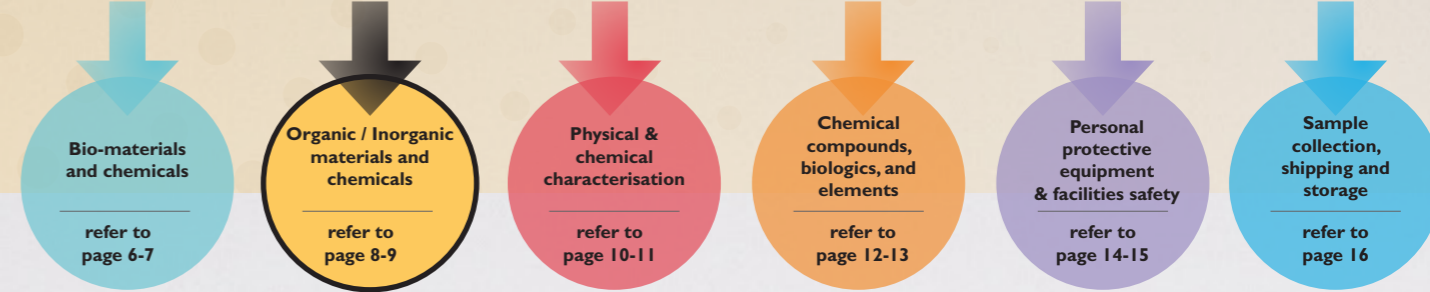 Bio-materials
and chemicals
refer to
page 6-7
Organic / Inorganic
materials and
chemicals
refer to
page 8-9
Physical &
chemical
characterisation
refer to
page 10-11
Chemical
compounds,
biologics, and
elements
refer to
page 12-13
Personal
protective
equipment
& facilities safety
refer to
page 14-15
Sample
collection,
shipping and
storage
refer to
page 16